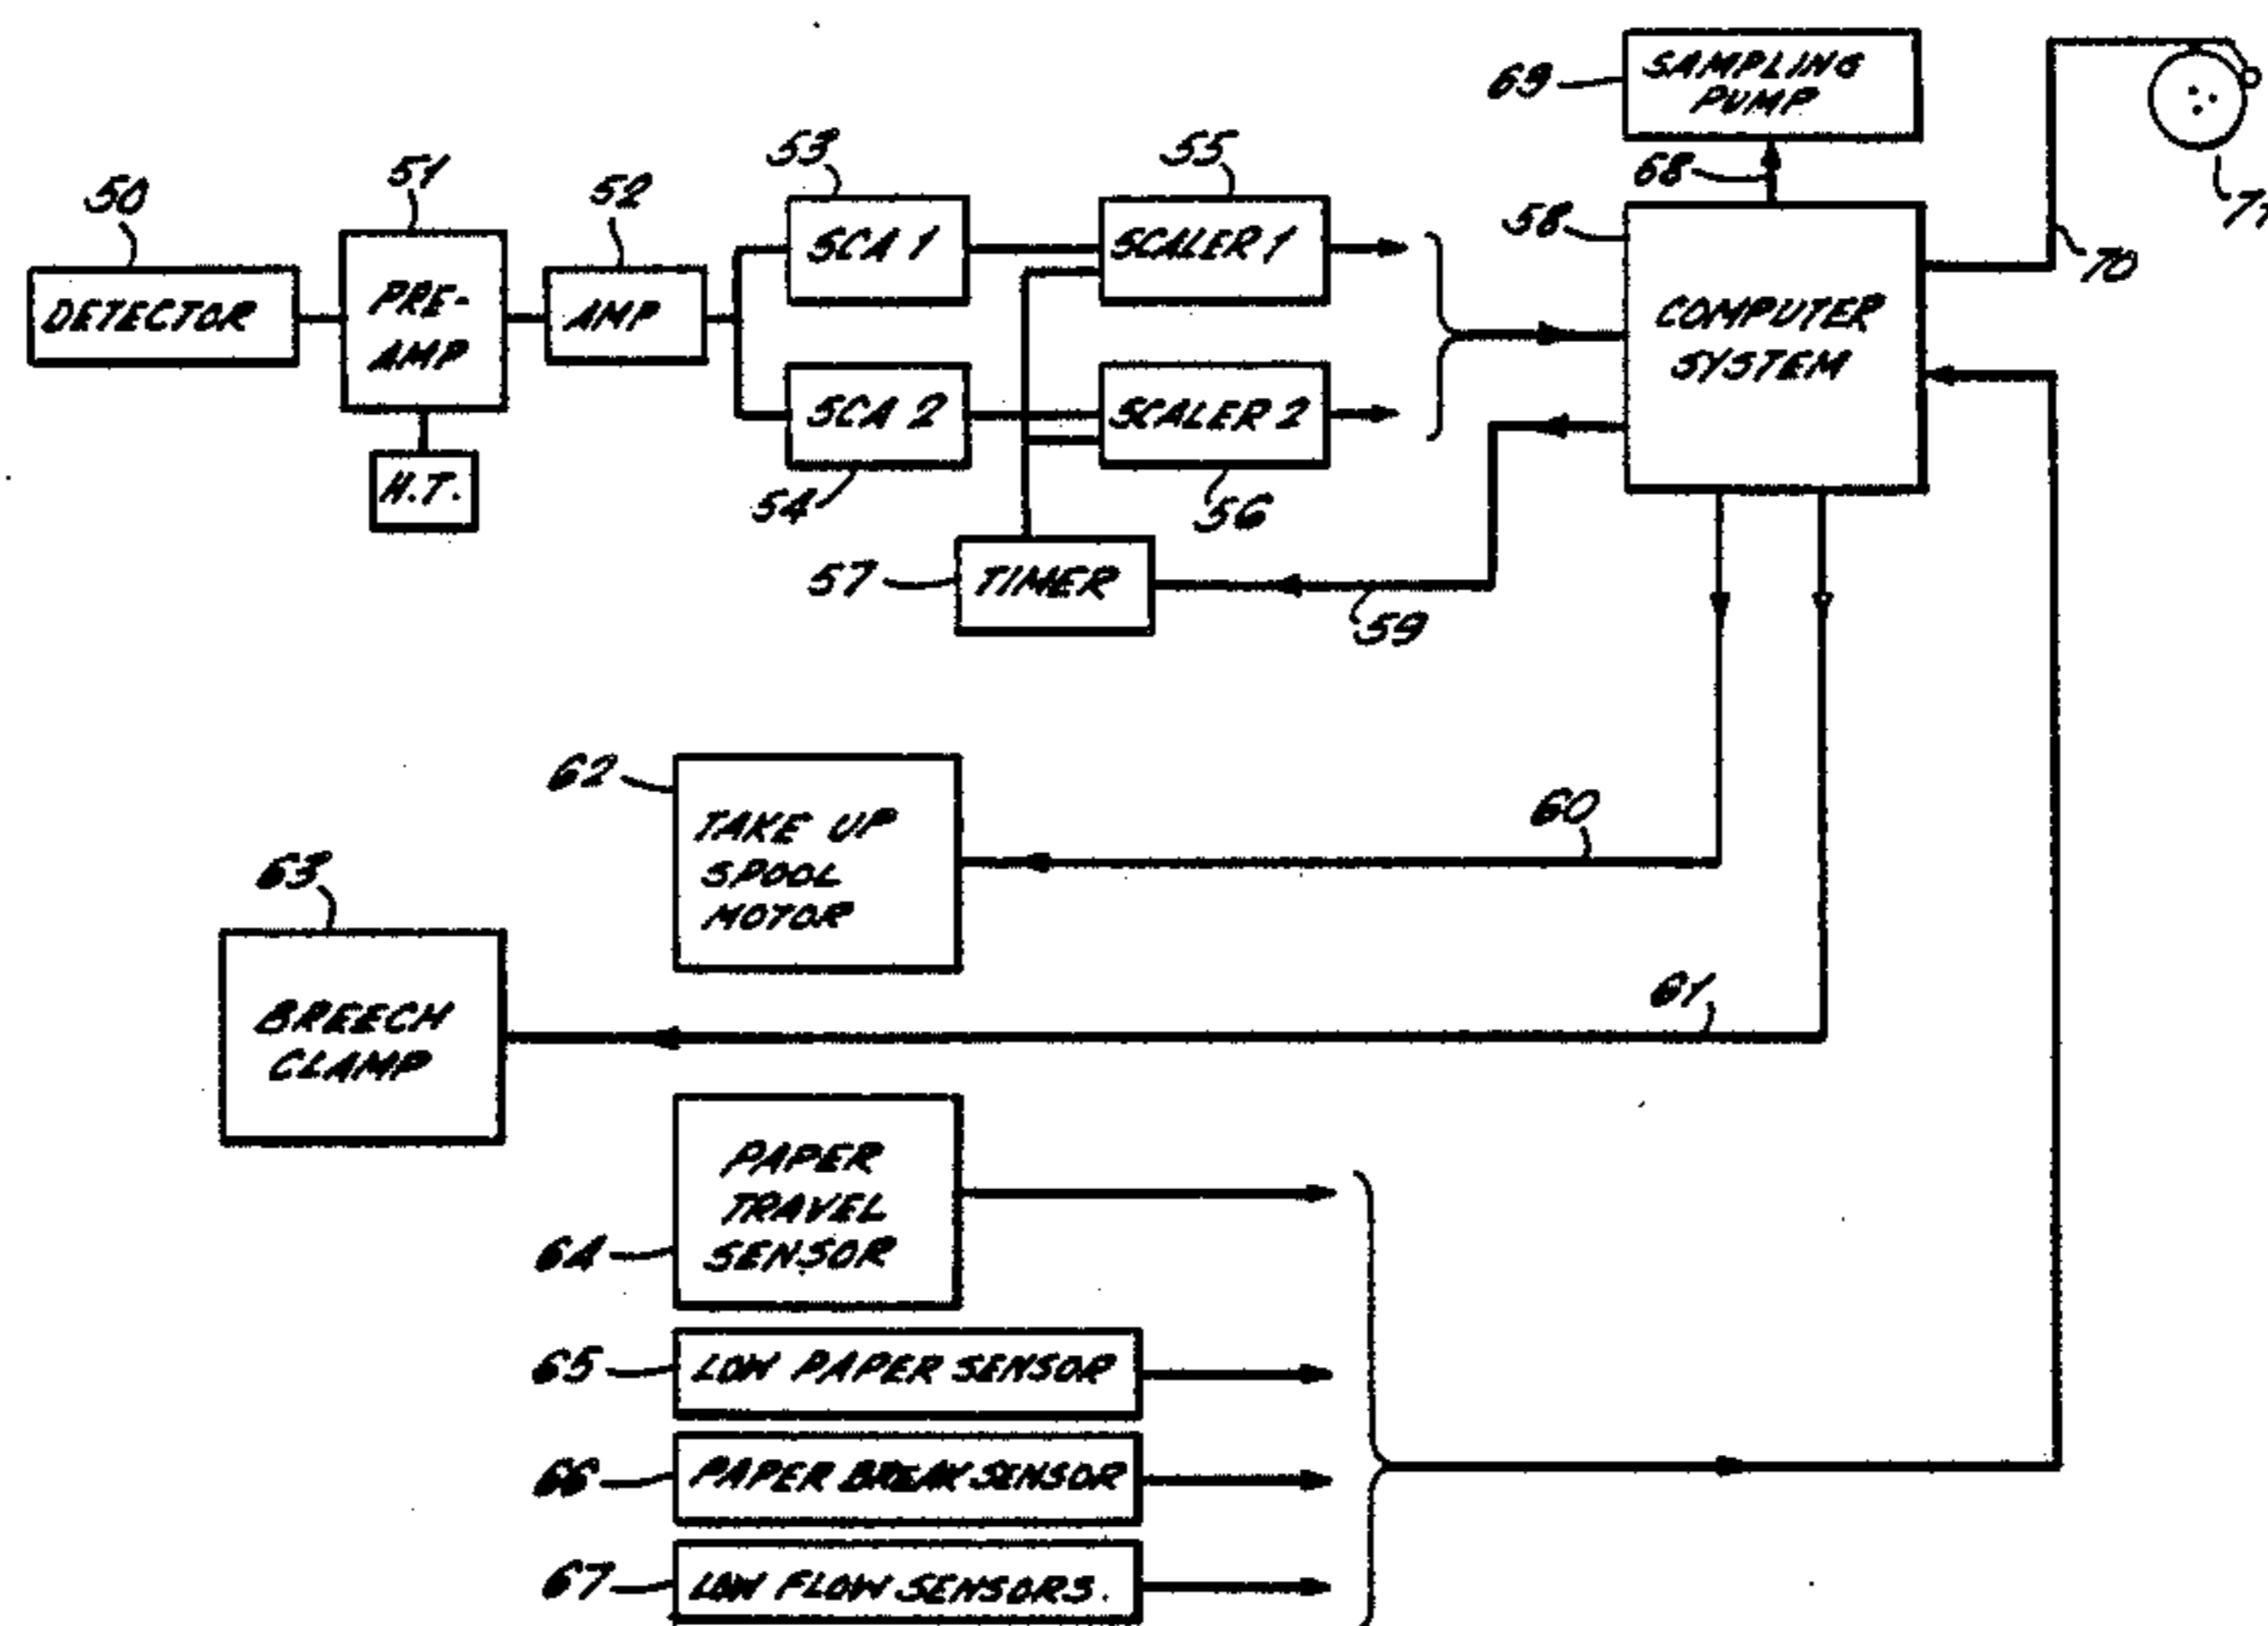 50
DETECTOR
51
PRE-
AMP
H.T.
52
AMP
53
SCA 1
SCA 2
54
55
SCALER 1
SCALER 2
56
57
TIMER
59
69
SAMPLING
PUMP
68
58
COMPUTER
SYSTEM
70
62
TAKE UP
SPOOL
MOTOR
60
63
BREECH
CLAMP
61
64
PAPER
TRAVEL
SENSOR
65
LOW PAPER SENSOR
66
PAPER BREAK SENSOR
67
LOW FLOW SENSORS.